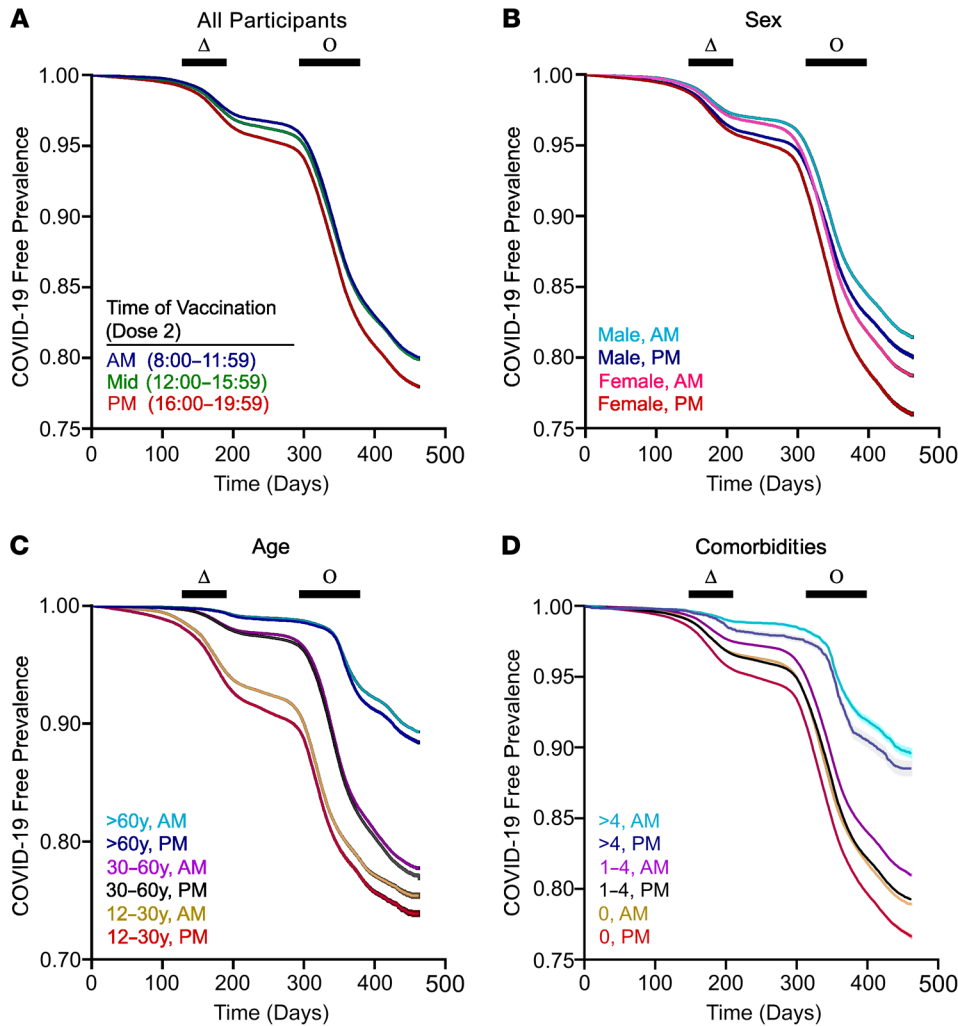 A
All Participants
Δ
O
1.00
0.95
0.90
0.85
0.80
0.75
COVID-19 Free Prevalence
Time of Vaccination
(Dose 2)
AM (8:00–11:59)
Mid (12:00–15:59)
PM (16:00–19:59)
0
100
200
300
400
500
Time (Days)
B
Sex
Δ
O
1.00
0.95
0.90
0.85
0.80
0.75
COVID-19 Free Prevalence
Male, AM
Male, PM
Female, AM
Female, PM
0
100
200
300
400
500
Time (Days)
C
Age
Δ
O
1.00
0.90
0.80
0.70
COVID-19 Free Prevalence
>60y, AM
>60y, PM
30–60y, AM
30–60y, PM
12–30y, AM
12–30y, PM
0
100
200
300
400
500
Time (Days)
D
Comorbidities
Δ
O
1.00
0.95
0.90
0.85
0.80
0.75
COVID-19 Free Prevalence
>4, AM
>4, PM
1–4, AM
1–4, PM
0, AM
0, PM
0
100
200
300
400
500
Time (Days)